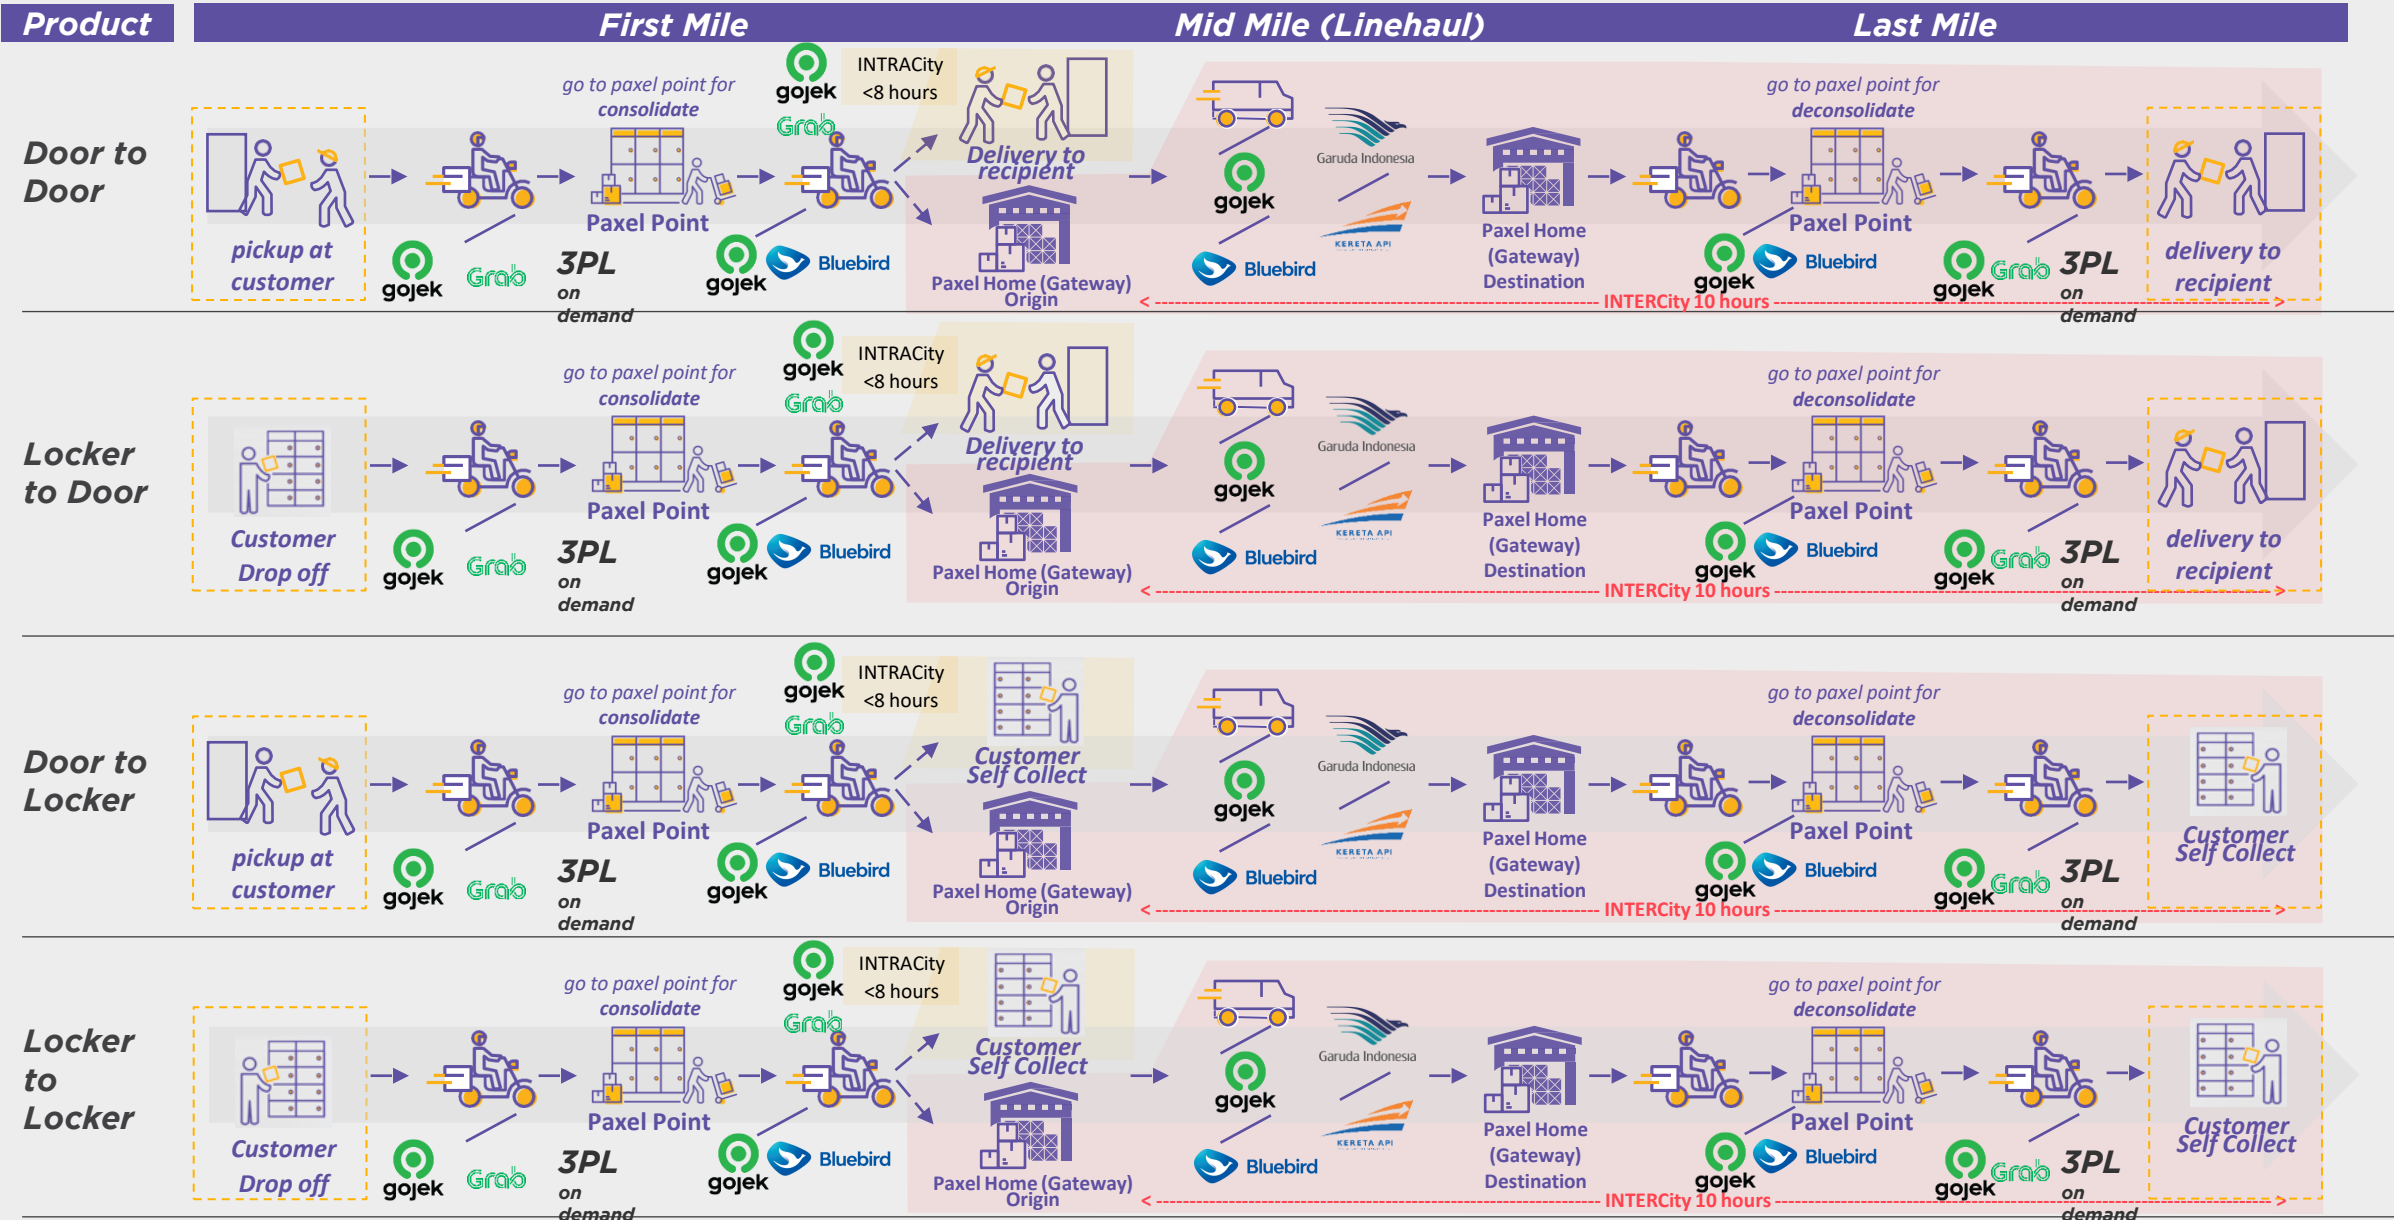 Product
First Mile
Mid Mile (Linehaul)
Last Mile
Door to
Door
pickup at
customer
gojek
Grab
3PL
on
demand
go to paxel point for
consolidate
Paxel Point
gojek
Bluebird
gojek
Grab
INTRACity
<8 hours
Delivery to
recipient
Paxel Home (Gateway)
Origin
gojek
Bluebird
Garuda Indonesia
KERETA API
Paxel Home
(Gateway)
Destination
INTERCity 10 hours
go to paxel point for
deconsolidate
Paxel Point
gojek
Bluebird
gojek
Grab
3PL
on
demand
delivery to
recipient
Locker
to Door
Customer
Drop off
gojek
Grab
3PL
on
demand
go to paxel point for
consolidate
Paxel Point
gojek
Bluebird
gojek
Grab
INTRACity
<8 hours
Delivery to
recipient
Paxel Home (Gateway)
Origin
gojek
Bluebird
Garuda Indonesia
KERETA API
Paxel Home
(Gateway)
Destination
INTERCity 10 hours
go to paxel point for
deconsolidate
Paxel Point
gojek
Bluebird
gojek
Grab
3PL
on
demand
delivery to
recipient
Door to
Locker
pickup at
customer
gojek
Grab
3PL
on
demand
go to paxel point for
consolidate
Paxel Point
gojek
Bluebird
gojek
Grab
INTRACity
<8 hours
Customer
Self Collect
Paxel Home (Gateway)
Origin
gojek
Bluebird
Garuda Indonesia
KERETA API
Paxel Home
(Gateway)
Destination
INTERCity 10 hours
go to paxel point for
deconsolidate
Paxel Point
gojek
Bluebird
gojek
Grab
3PL
on
demand
Customer
Self Collect
Locker
to
Locker
Customer
Drop off
gojek
Grab
3PL
on
demand
go to paxel point for
consolidate
Paxel Point
gojek
Bluebird
gojek
Grab
INTRACity
<8 hours
Customer
Self Collect
Paxel Home (Gateway)
Origin
gojek
Bluebird
Garuda Indonesia
KERETA API
Paxel Home
(Gateway)
Destination
INTERCity 10 hours
go to paxel point for
deconsolidate
Paxel Point
gojek
Bluebird
gojek
Grab
3PL
on
demand
Customer
Self Collect